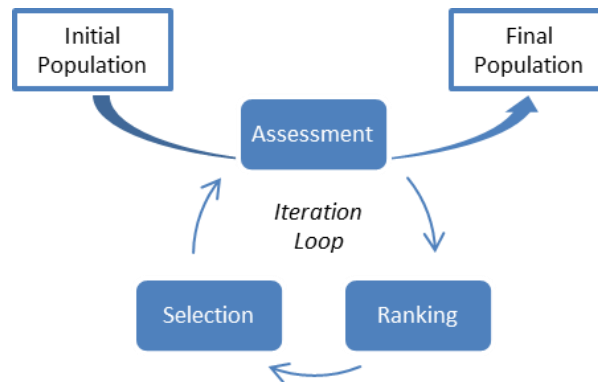 Initial
Population
Final
Population
Assessment
Iteration
Loop
Selection
Ranking